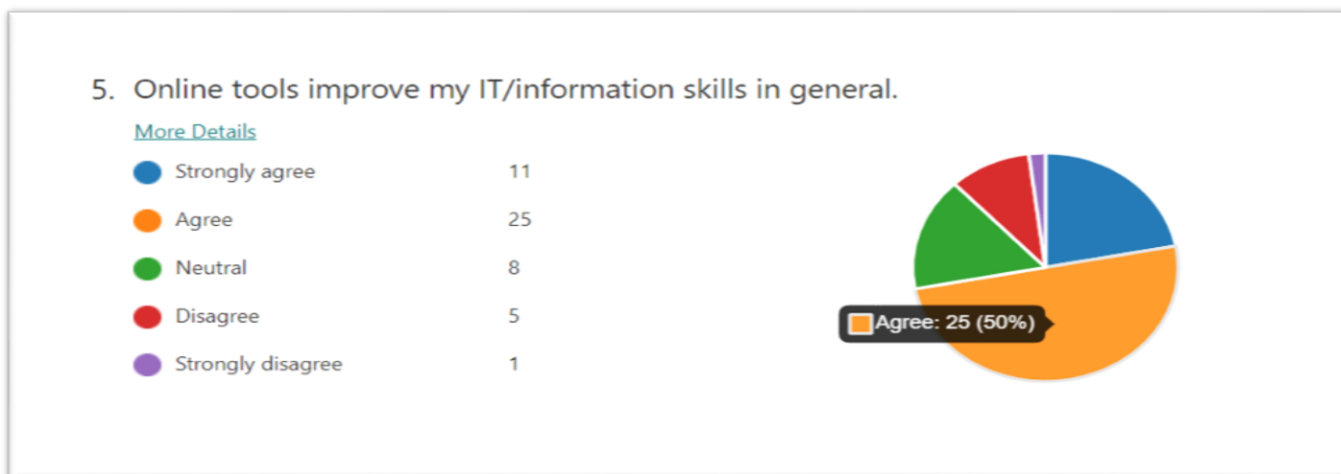 5. Online tools improve my IT/information skills in general.
More Details
Strongly agree 11
Agree 25
Neutral 8
Disagree 5
Strongly disagree 1
Agree: 25 (50%)